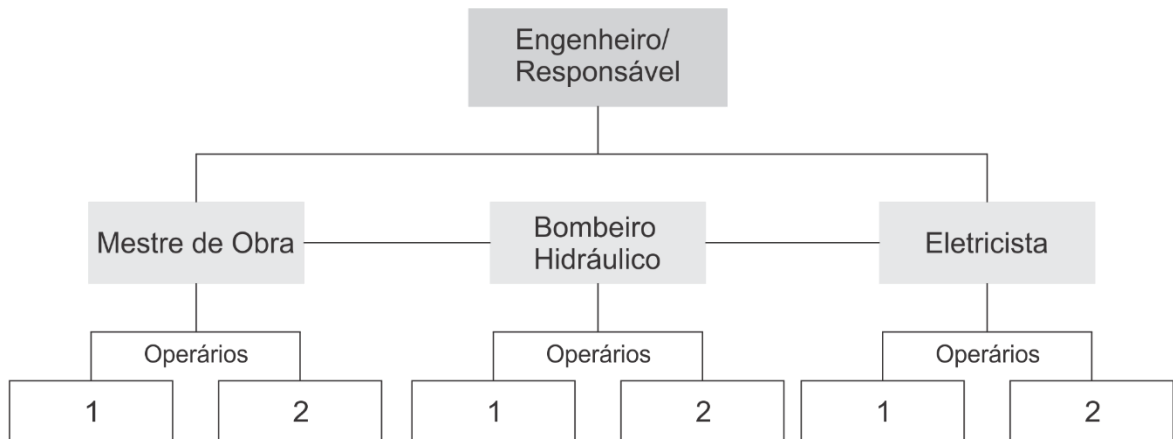 Engenheiro/
Responsável
Mestre de Obra
Bombeiro
Hidráulico
Eletricista
Operários
Operários
Operários
1
2
1
2
1
2